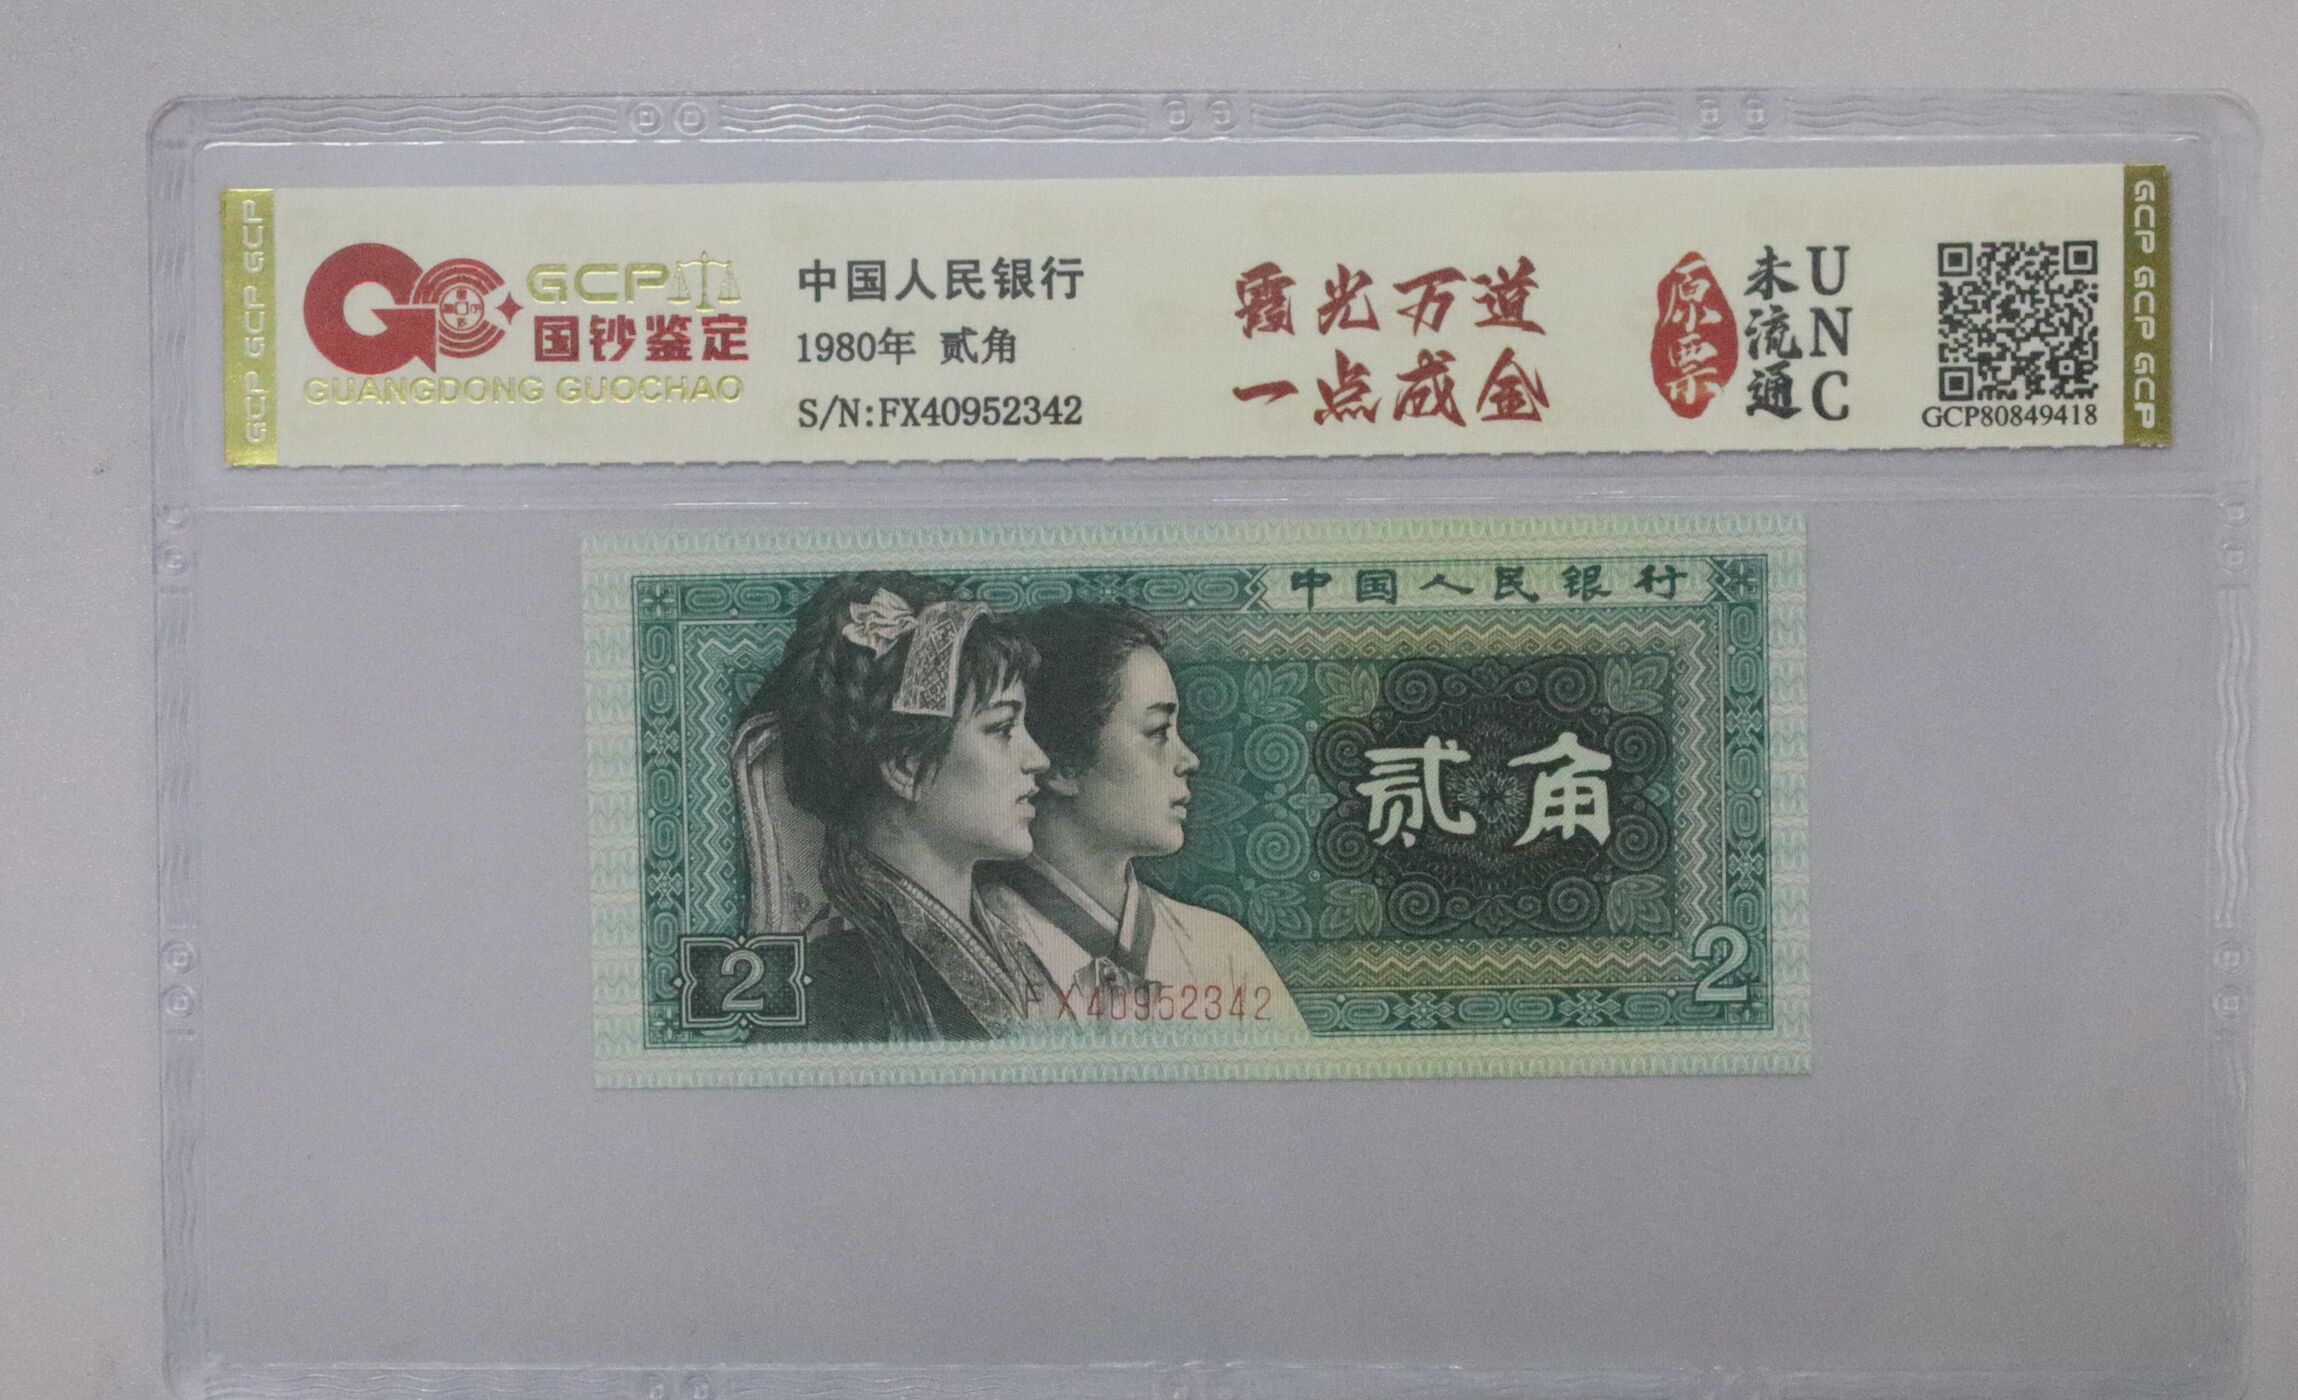 GCP GCP GCP
GCP
国钞鉴定
GUANGDONG GUOCHAO
中国人民银行
1980年 贰角
S/N:FX40952342
霞光万道
一点成金
原票
未流通
UNC
GCP80849418
GCP GCP GCP
中国人民银行
贰角
2
FX40952342
2